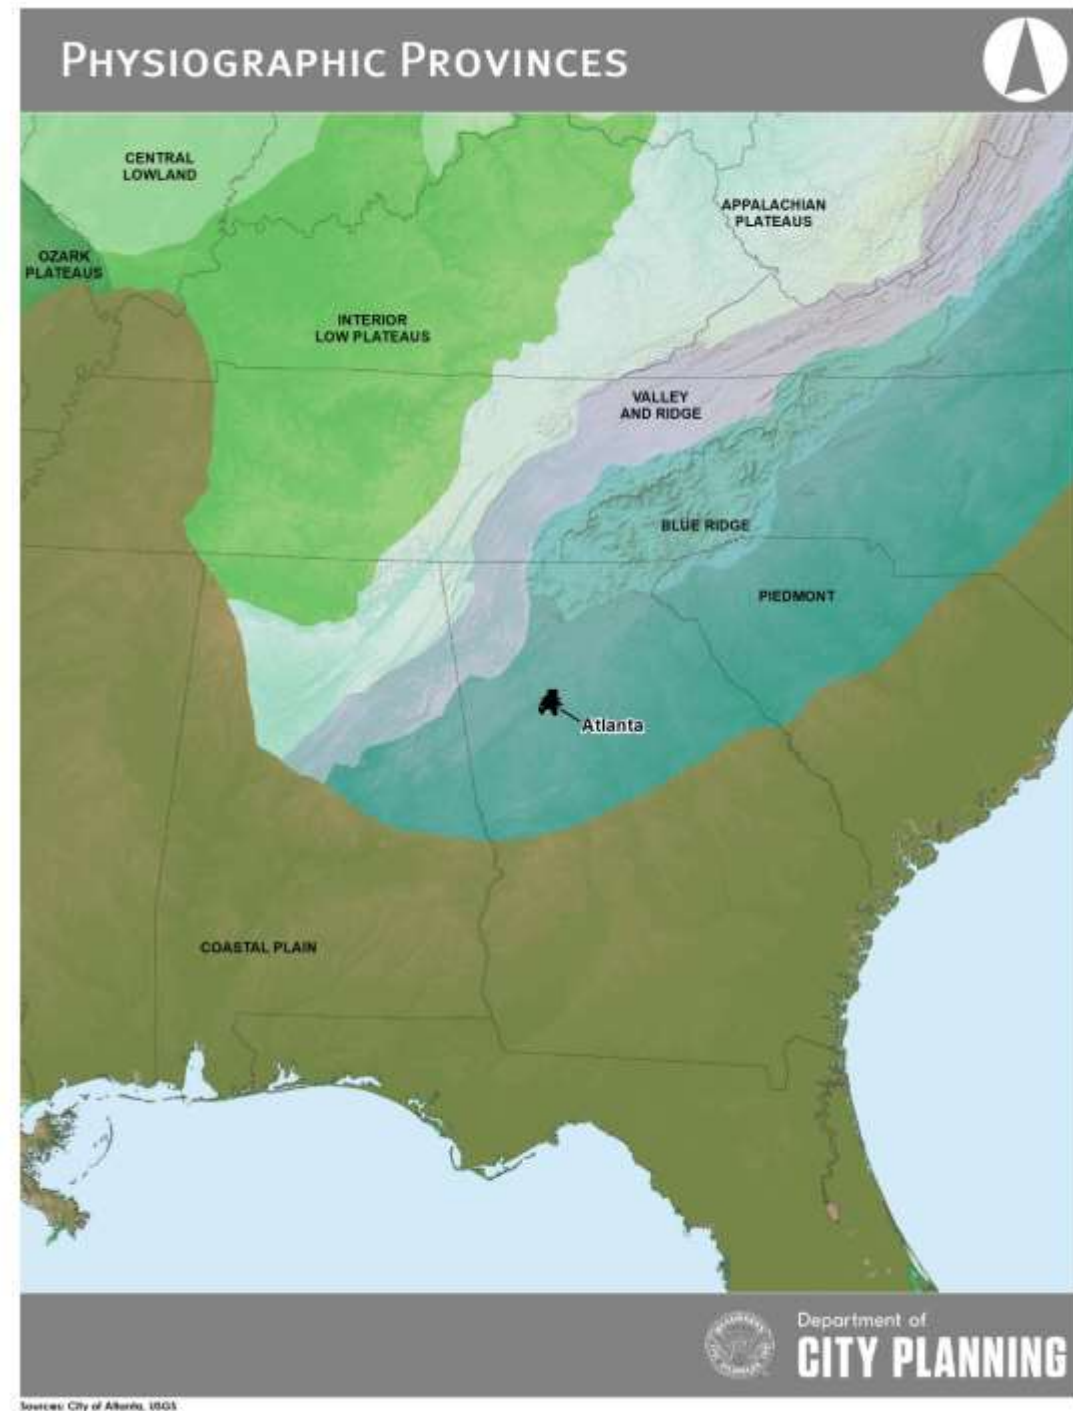 PHYSIOGRAPHIC PROVINCES
CENTRAL
LOWLAND
APPALACHIAN
PLATEAUS
OZARK
PLATEAUS
INTERIOR
LOW PLATEAUS
VALLEY
AND RIDGE
BLUE RIDGE
PIEDMONT
Atlanta
COASTAL PLAIN
Department of
CITY PLANNING
Sources: City of Atlanta, USGS